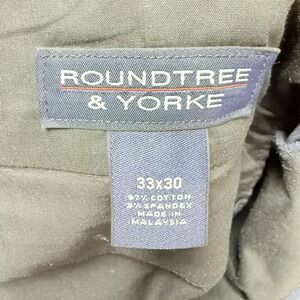 ROUNDTREE
& YORKE
33x30
97% COTTON
3% SPANDEX
MADE IN
MALAYSIA